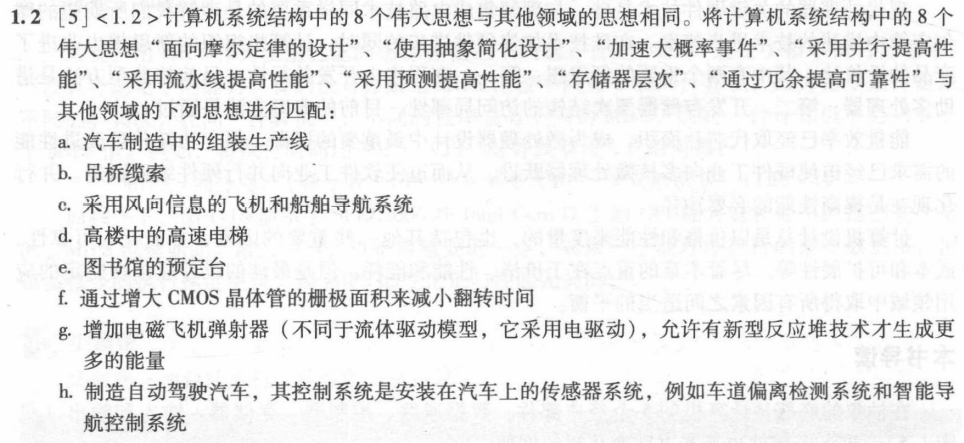 1.2 [5] <1.2>计算机系统结构中的 8 个伟大思想与其他领域的思想相同。将计算机系统结构中的 8 个
伟大思想“面向摩尔定律的设计”、“使用抽象简化设计”、“加速大概率事件”、“采用并行提高性
能”、“采用流水线提高性能”、“采用预测提高性能”、“存储器层次”、“通过冗余提高可靠性”与
其他领域的下列思想进行匹配：
a. 汽车制造中的组装生产线
b. 吊桥缆索
c. 采用风向信息的飞机和船舶导航系统
d. 高楼中的高速电梯
e. 图书馆的预定台
f. 通过增大 CMOS 晶体管的栅极面积来减小翻转时间
g. 增加电磁飞机弹射器（不同于流体驱动模型，它采用电驱动），允许有新型反应堆技术才生成更
多的能量
h. 制造自动驾驶汽车，其控制系统是安装在汽车上的传感器系统，例如车道偏离检测系统和智能导
航控制系统